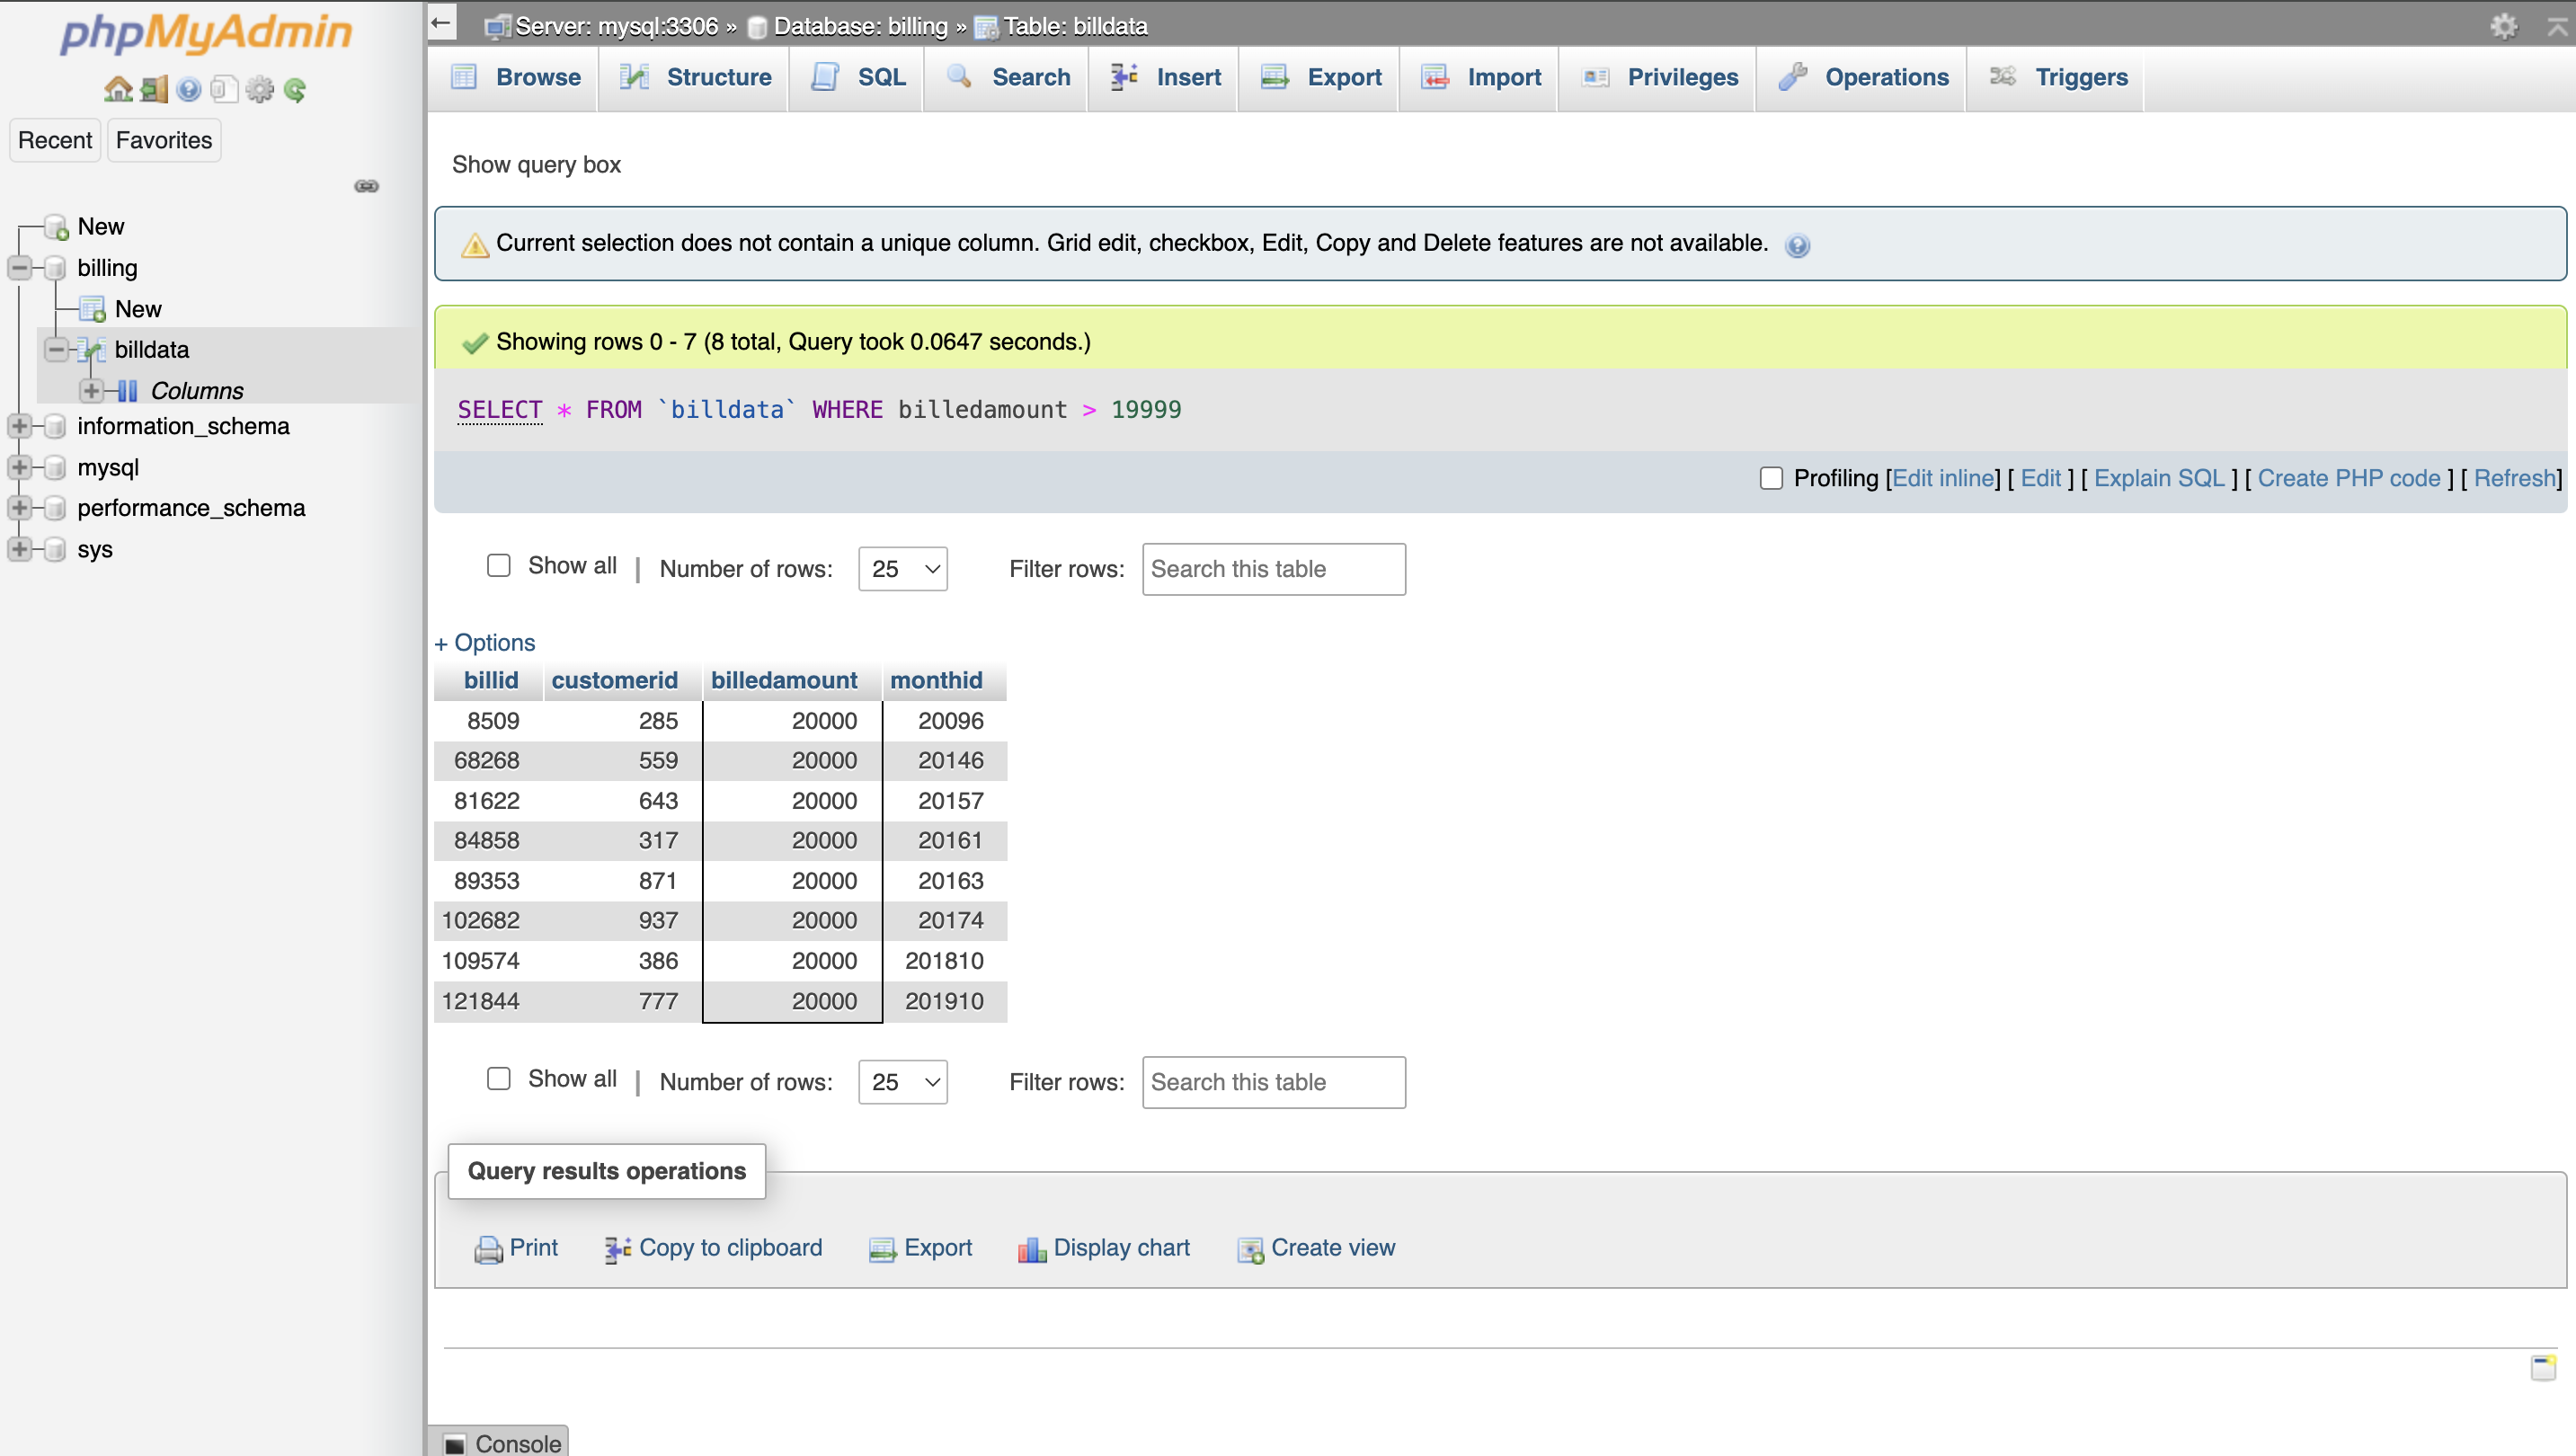 phpMyAdmin
Recent Favorites
New
billing
New
billdata
Columns
information_schema
mysql
performance_schema
sys
Server: mysql:3306 » Database: billing » Table: billdata
Browse Structure SQL Search Insert Export Import Privileges Operations Triggers
Show query box
Current selection does not contain a unique column. Grid edit, checkbox, Edit, Copy and Delete features are not available.
Showing rows 0 - 7 (8 total, Query took 0.0647 seconds.)
SELECT * FROM `billdata` WHERE billedamount > 19999
Profiling [Edit inline] [ Edit ] [ Explain SQL ] [ Create PHP code ] [ Refresh]
Show all | Number of rows: 25 Filter rows: Search this table
+ Options
billid customerid billedamount monthid
8509 285 20000 20096
68268 559 20000 20146
81622 643 20000 20157
84858 317 20000 20161
89353 871 20000 20163
102682 937 20000 20174
109574 386 20000 201810
121844 777 20000 201910
Show all | Number of rows: 25 Filter rows: Search this table
Query results operations
Print Copy to clipboard Export Display chart Create view
Console